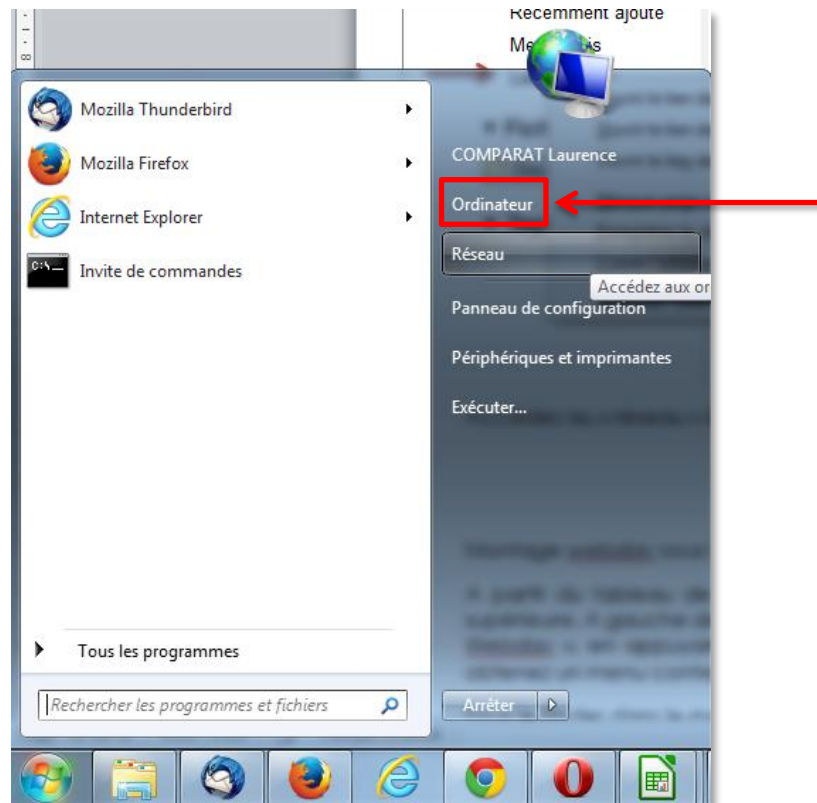 Récemment ajouté
Mozilla Thunderbird
Mozilla Firefox
Internet Explorer
C:\
Invite de commandes
Tous les programmes
Rechercher les programmes et fichiers
COMPARAT Laurence
Ordinateur
Réseau
Accédez aux or
Panneau de configuration
Périphériques et imprimantes
Exécuter...
Arrêter